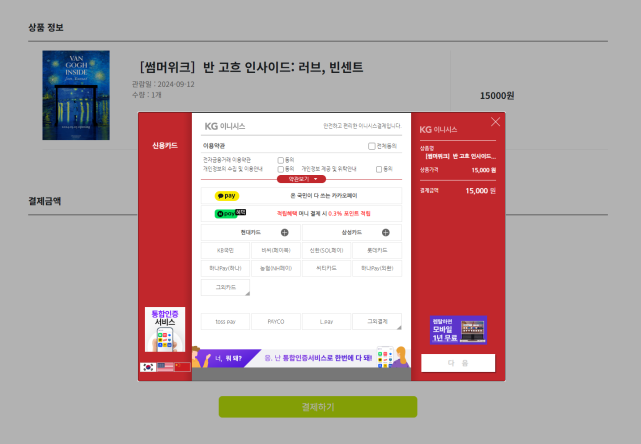 상품 정보
VAN
GOGH
INSIDE
[썸머위크] 반 고흐 인사이드: 러브, 빈센트
관람일 : 2024-09-12
수량 : 1개
15000원
결제금액
신용카드
KG 이니시스
안전하고 편리한 이니시스결제입니다.
이용약관
전체동의
전자금융거래 이용약관
동의
개인정보의 수집 및 이용안내
동의
개인정보 제공 및 위탁안내
동의
약관보기
pay
온 국민이 다 쓰는 카카오페이
pay
적립혜택 머니 결제 시 0.3% 포인트 적립
현대카드
삼성카드
KB국민
비씨(페이북)
신한(SOL페이)
롯데카드
하나Pay(하나)
농협(NH페이)
씨티카드
하나Pay(외환)
그외카드
toss pay
PAYCO
L.pay
그외결제
통합인증
서비스
너, 뭐 돼?
응, 난 통합인증서비스로 한번에 다 돼!
KG 이니시스
상품명
[썸머위크] 반 고흐 인사이드...
상품가격
15,000 원
결제금액
15,000 원
렌탈하면
모바일
1년 무료
다 음
결제하기